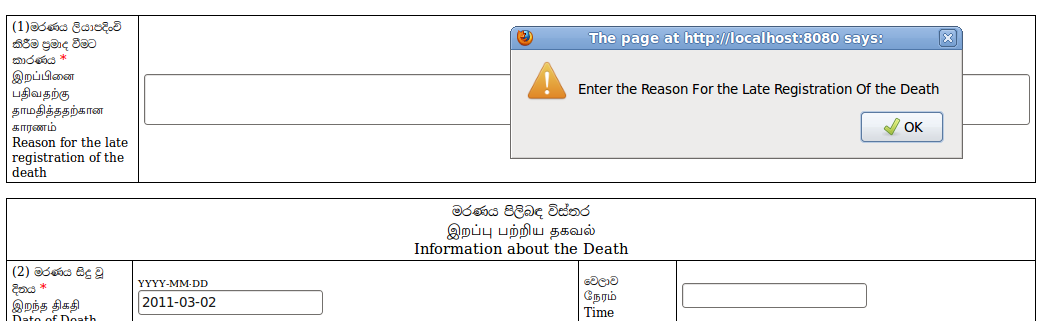 (1)මරණය ලියාපදිංචි
කිරීම ප්‍රමාද වීමට
කාරණය *
இறப்பினை
பதிவதற்கு
தாமதித்ததற்கான
காரணம்
Reason for the late
registration of the
death
The page at http://localhost:8080 says:
Enter the Reason For the Late Registration Of the Death
OK
මරණය පිලිබඳ විස්තර
இறப்பு பற்றிய தகவல்
Information about the Death
(2) මරණය සිදු වූ
දිනය *
இறந்த திகதி
Date of Death
YYYY-MM-DD
2011-03-02
වෙලාව
நேரம்
Time